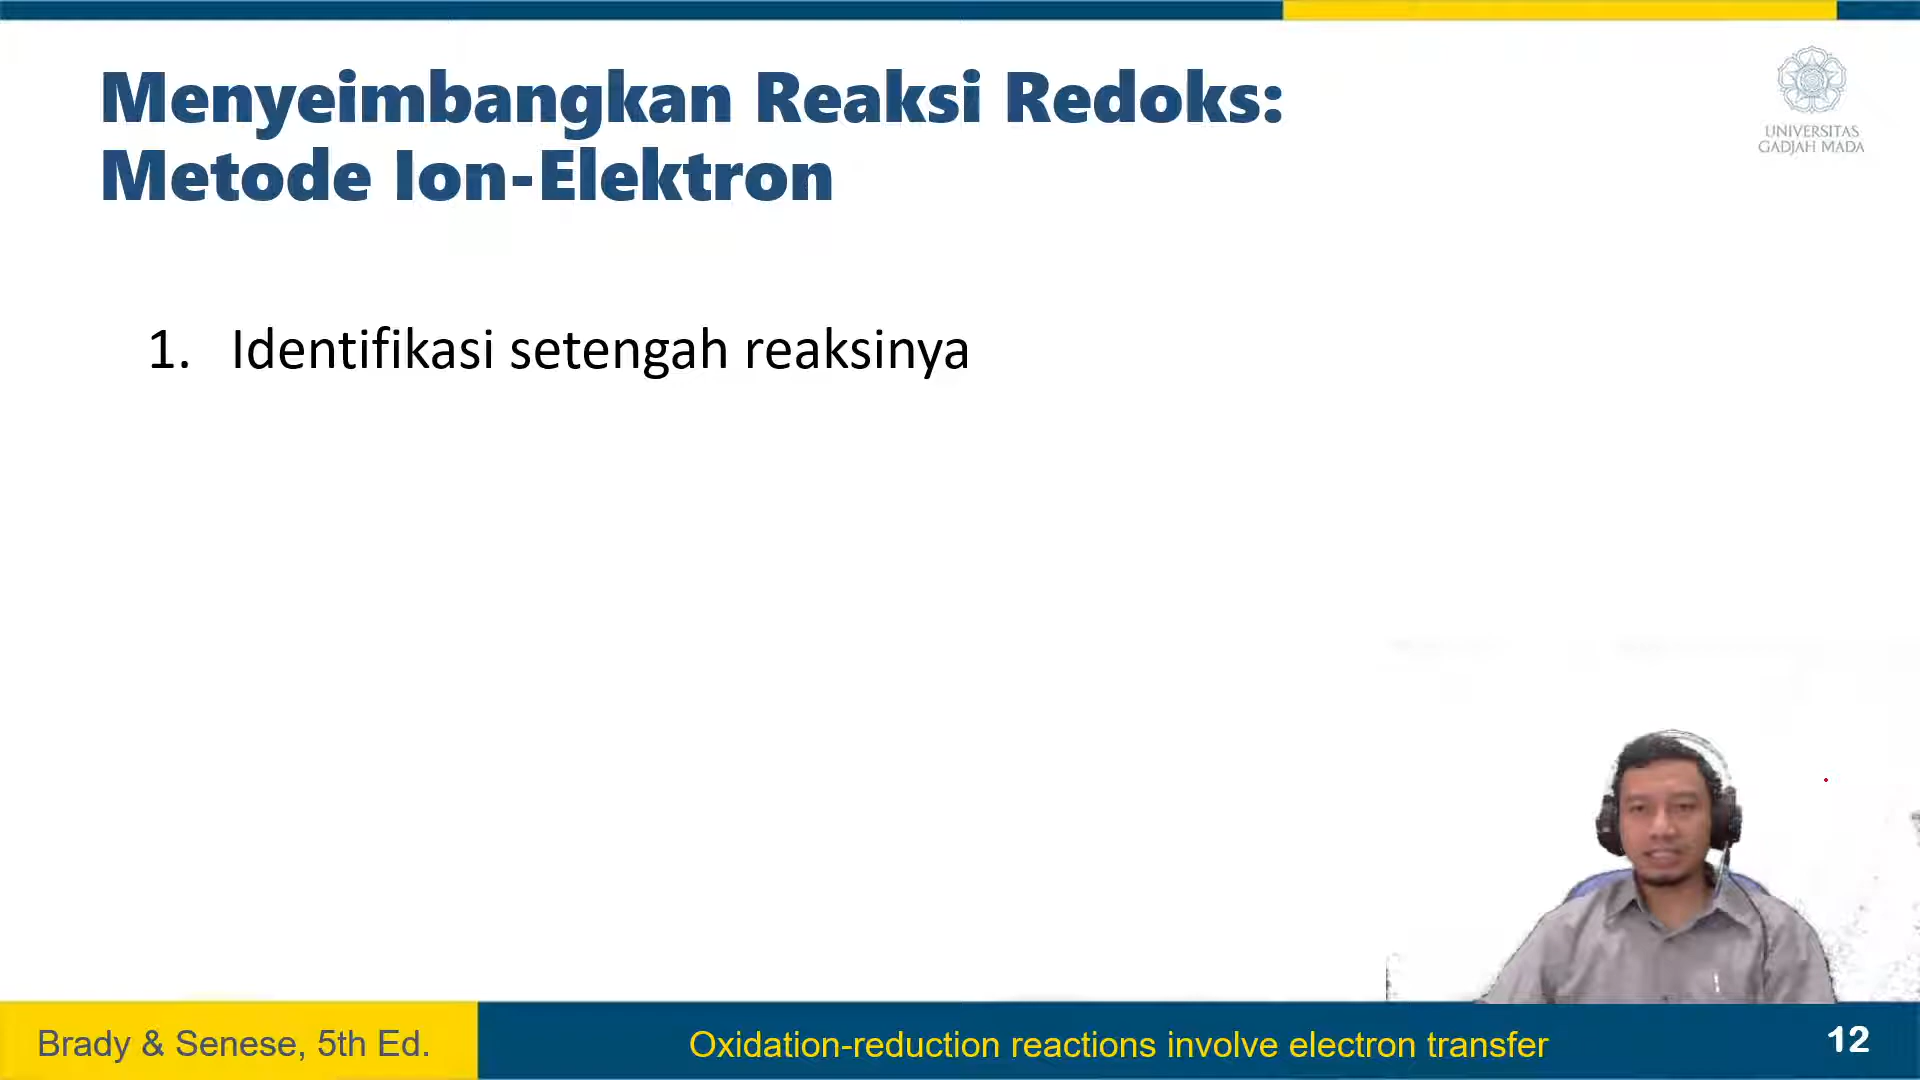 Menyeimbangkan Reaksi Redoks:
Metode Ion-Elektron
UNIVERSITAS
GADJAH MADA
1. Identifikasi setengah reaksinya
Brady & Senese, 5th Ed.
Oxidation-reduction reactions involve electron transfer
12